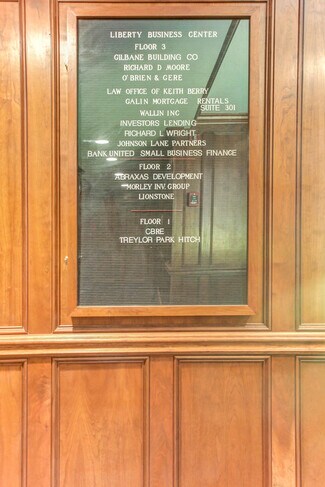 LIBERTY BUSINESS CENTER
FLOOR 3
GILBANE BUILDING CO
RICHARD D MOORE
O'BRIEN & GERE
LAW OFFICE OF KEITH BERRY
GALIN MORTGAGE RENTALS
SUITE 301
WALLIN INC
INVESTORS LENDING
RICHARD L WRIGHT
JOHNSON LANE PARTNERS
BANK UNITED SMALL BUSINESS FINANCE
FLOOR 2
ABRAXAS DEVELOPMENT
MORLEY INV. GROUP
LIONSTONE
FLOOR 1
CBRE
TREYLOR PARK HITCH